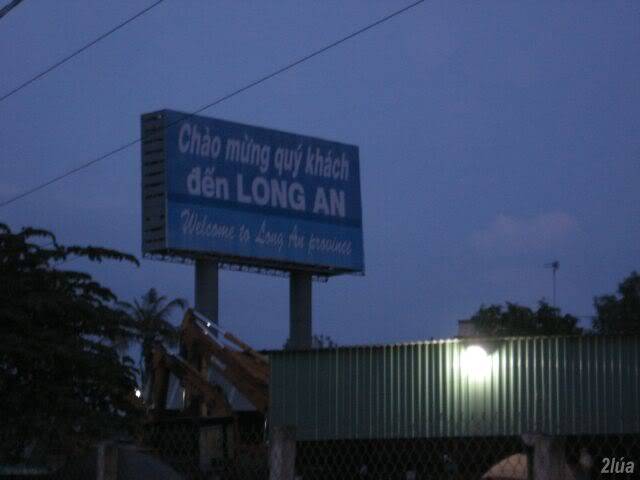 Chào mừng quý khách
đến LONG AN
Welcome to Long An province
2lúa